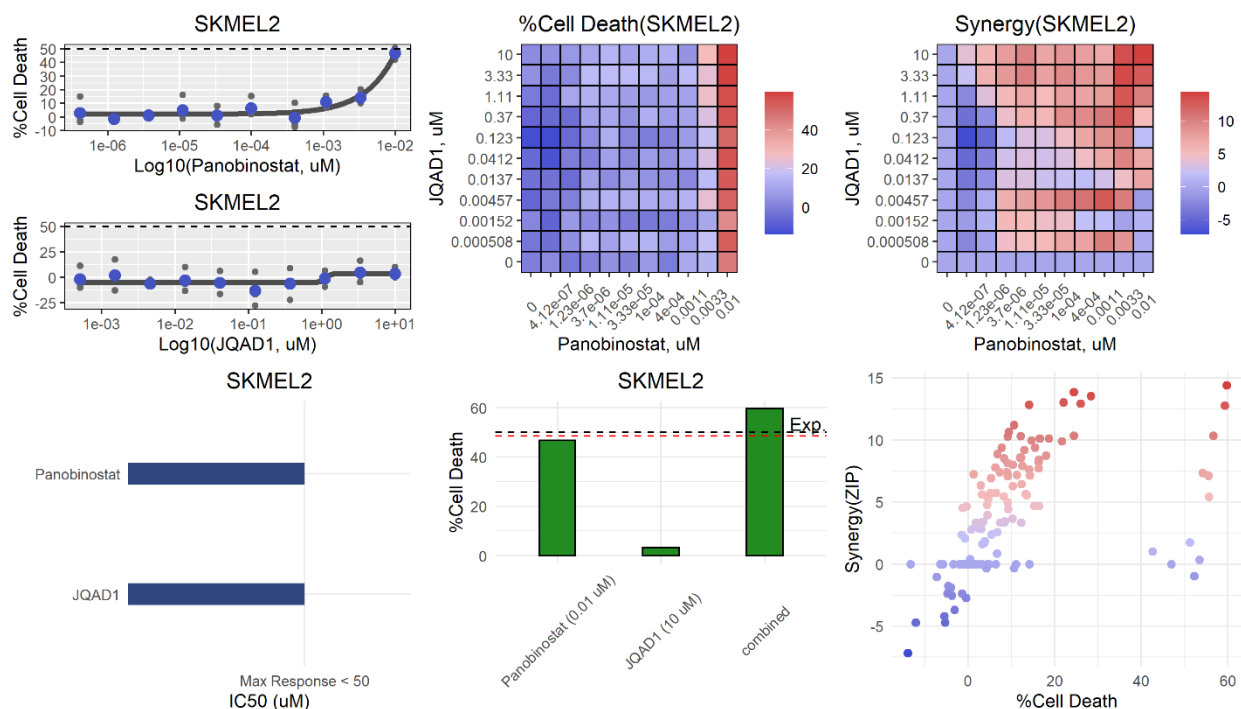 SKMEL2
%Cell Death
50
40
30
20
10
0
-10
1e-06
1e-05
1e-04
1e-03
1e-02
Log10(Panobinostat, uM)
SKMEL2
%Cell Death
50
25
0
-25
1e-03
1e-02
1e-01
1e+00
1e+01
Log10(JQAD1, uM)
%Cell Death(SKMEL2)
JQAD1, uM
10
3.33
1.11
0.37
0.123
0.0412
0.0137
0.00457
0.00152
0.000508
0
0
4.12e-07
1.23e-06
3.7e-06
1.11e-05
3.33e-05
1e-04
4e-04
0.0011
0.0033
0.01
Panobinostat, uM
40
20
0
Synergy(SKMEL2)
JQAD1, uM
10
3.33
1.11
0.37
0.123
0.0412
0.0137
0.00457
0.00152
0.000508
0
0
4.12e-07
1.23e-06
3.7e-06
1.11e-05
3.33e-05
1e-04
4e-04
0.0011
0.0033
0.01
Panobinostat, uM
10
5
0
-5
SKMEL2
Panobinostat
JQAD1
Max Response < 50
IC50 (uM)
SKMEL2
%Cell Death
60
40
20
0
Exp.
Panobinostat (0.01 uM)
JQAD1 (10 uM)
combined
Synergy(ZIP)
15
10
5
0
-5
0
20
40
60
%Cell Death